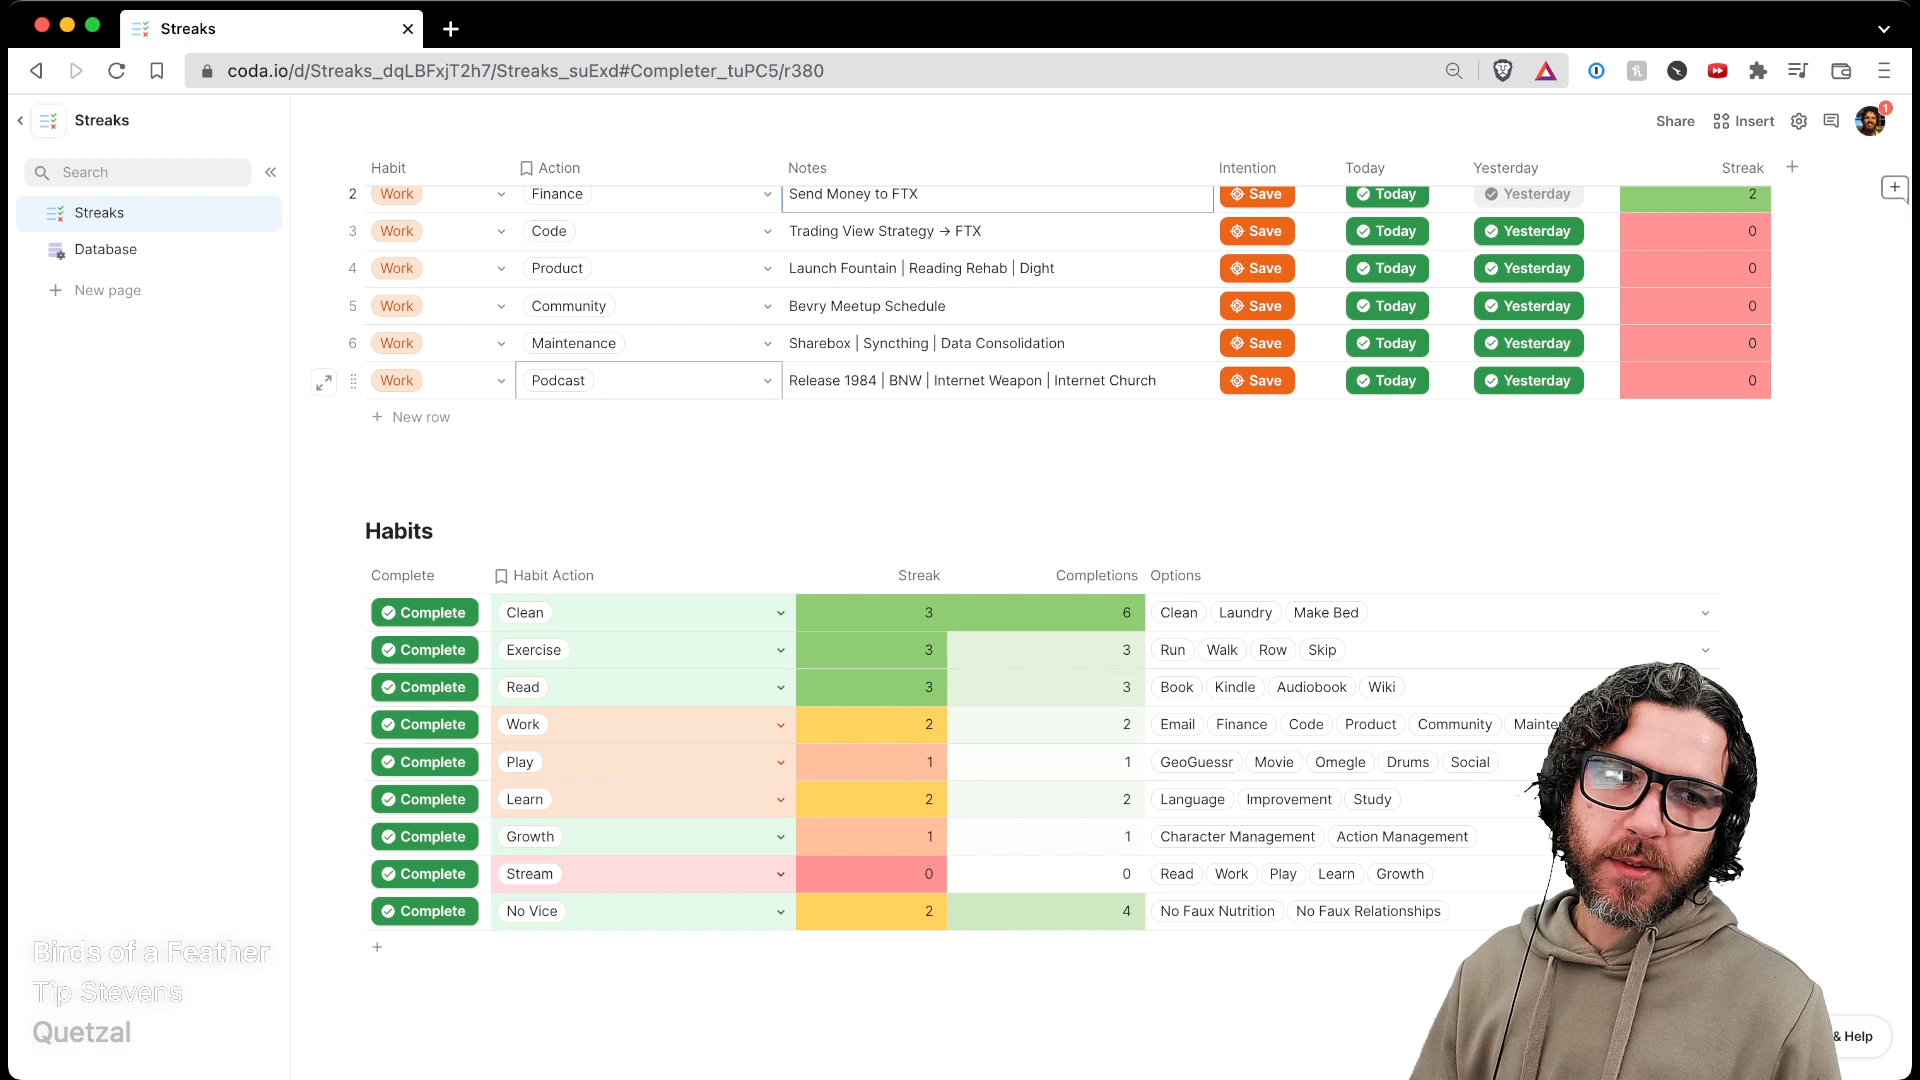 Streaks
coda.io/d/Streaks_dqLBFxjT2h7/Streaks_suExd#Completer_tuPC5/r380
Streaks
Share Insert 1
Search
Streaks
Database
New page
Habit Action Notes Intention Today Yesterday Streak
2 Work Finance Send Money to FTX Save Today Yesterday 2
3 Work Code Trading View Strategy → FTX Save Today Yesterday 0
4 Work Product Launch Fountain | Reading Rehab | Dight Save Today Yesterday 0
5 Work Community Bevry Meetup Schedule Save Today Yesterday 0
6 Work Maintenance Sharebox | Syncthing | Data Consolidation Save Today Yesterday 0
Work Podcast Release 1984 | BNW | Internet Weapon | Internet Church Save Today Yesterday 0
New row
Habits
Complete Habit Action Streak Completions Options
Complete Clean 3 6 Clean Laundry Make Bed
Complete Exercise 3 3 Run Walk Row Skip
Complete Read 3 3 Book Kindle Audiobook Wiki
Complete Work 2 2 Email Finance Code Product Community Mainte
Complete Play 1 1 GeoGuessr Movie Omegle Drums Social
Complete Learn 2 2 Language Improvement Study
Complete Growth 1 1 Character Management Action Management
Complete Stream 0 0 Read Work Play Learn Growth
Complete No Vice 2 4 No Faux Nutrition No Faux Relationships
Birds of a Feather
Tip Stevens
Quetzal
& Help